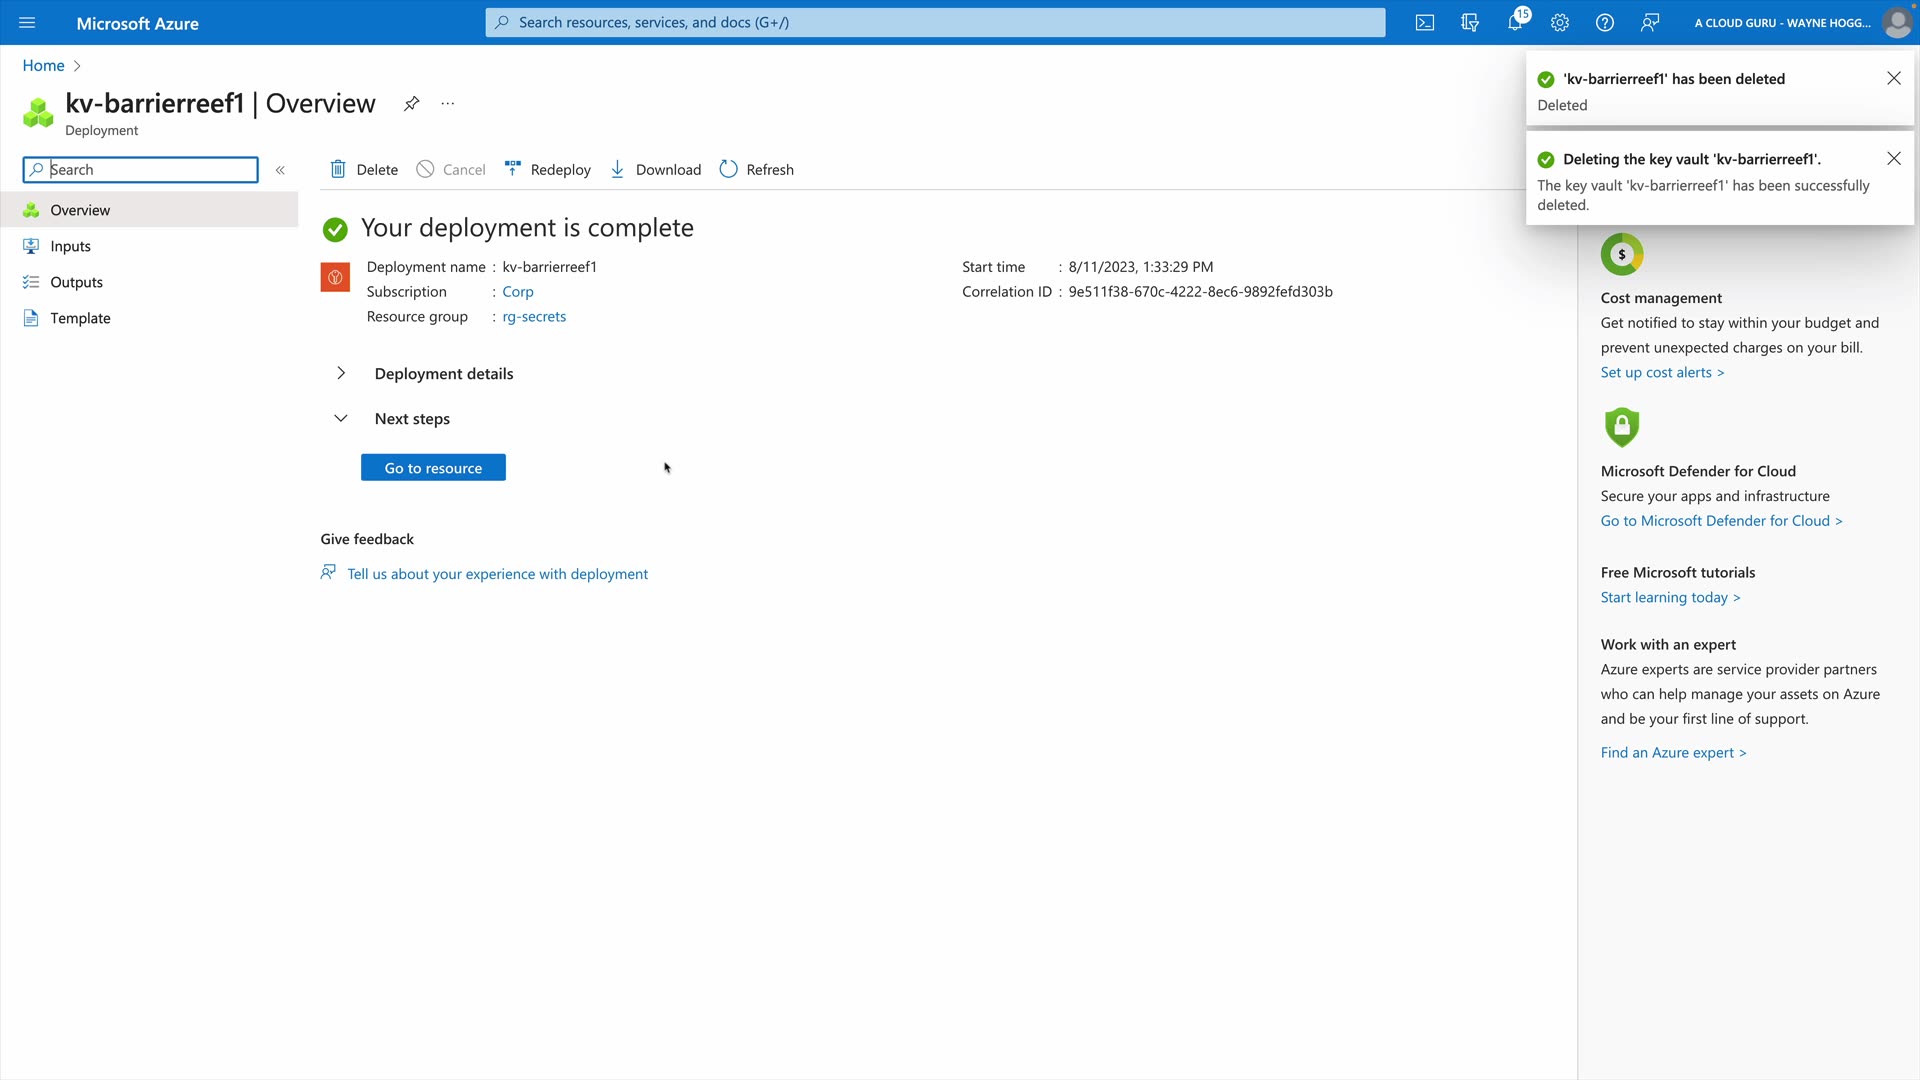 Microsoft Azure
Search resources, services, and docs (G+/)
15
A CLOUD GURU - WAYNE HOGG...
Home
kv-barrierreef1 | Overview
Deployment
Search
Overview
Inputs
Outputs
Template
Delete
Cancel
Redeploy
Download
Refresh
Your deployment is complete
Deployment name : kv-barrierreef1
Subscription : Corp
Resource group : rg-secrets
Start time : 8/11/2023, 1:33:29 PM
Correlation ID : 9e511f38-670c-4222-8ec6-9892fefd303b
Deployment details
Next steps
Go to resource
Give feedback
Tell us about your experience with deployment
'kv-barrierreef1' has been deleted
Deleted
Deleting the key vault 'kv-barrierreef1'.
The key vault 'kv-barrierreef1' has been successfully
deleted.
$
Cost management
Get notified to stay within your budget and
prevent unexpected charges on your bill.
Set up cost alerts >
Microsoft Defender for Cloud
Secure your apps and infrastructure
Go to Microsoft Defender for Cloud >
Free Microsoft tutorials
Start learning today >
Work with an expert
Azure experts are service provider partners
who can help manage your assets on Azure
and be your first line of support.
Find an Azure expert >